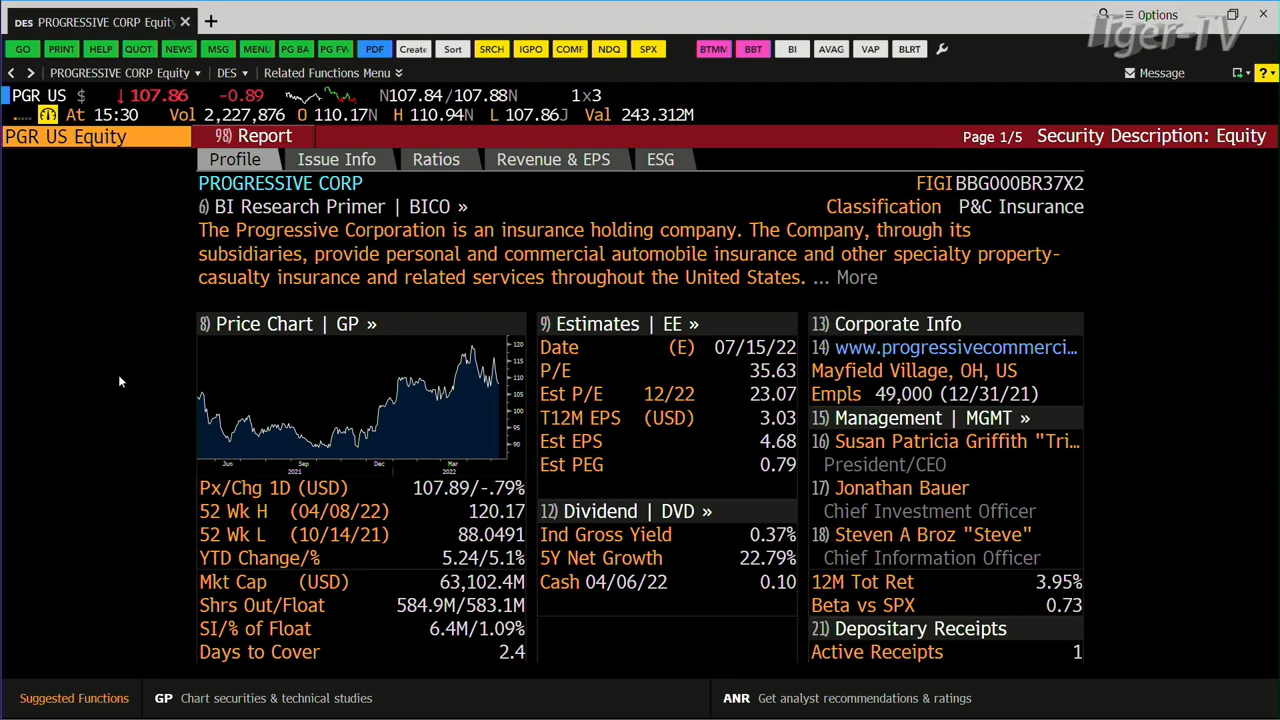 DES PROGRESSIVE CORP Equity
Options
Tiger-TV
GO PRINT HELP QUOT NEWS MSG MENU PG BA PG FW PDF Create Sort SRCH IGPO COMF NDQ SPX BTMM BBT BI AVAG VAP BLRT
PROGRESSIVE CORP Equity DES Related Functions Menu Message ?
PGR US $ ↓107.86 -0.89 N107.84/107.88N 1x3
At 15:30 Vol 2,227,876 O 110.17N H 110.94N L 107.86J Val 243.312M
PGR US Equity 98) Report Page 1/5 Security Description: Equity
Profile Issue Info Ratios Revenue & EPS ESG
PROGRESSIVE CORP FIGI BBG000BR37X2
6) BI Research Primer | BICO » Classification P&C Insurance
The Progressive Corporation is an insurance holding company. The Company, through its
subsidiaries, provide personal and commercial automobile insurance and other specialty property-
casualty insurance and related services throughout the United States. ... More
8) Price Chart | GP »
120
115
110
105
100
95
90
Jun Sep Dec Mar
2021 2022
Px/Chg 1D (USD) 107.89/-.79%
52 Wk H (04/08/22) 120.17
52 Wk L (10/14/21) 88.0491
YTD Change/% 5.24/5.1%
Mkt Cap (USD) 63,102.4M
Shrs Out/Float 584.9M/583.1M
SI/% of Float 6.4M/1.09%
Days to Cover 2.4
9) Estimates | EE »
Date (E) 07/15/22
P/E 35.63
Est P/E 12/22 23.07
T12M EPS (USD) 3.03
Est EPS 4.68
Est PEG 0.79
12) Dividend | DVD »
Ind Gross Yield 0.37%
5Y Net Growth 22.79%
Cash 04/06/22 0.10
13) Corporate Info
14) www.progressivecommerci...
Mayfield Village, OH, US
Empls 49,000 (12/31/21)
15) Management | MGMT »
16) Susan Patricia Griffith "Tri...
President/CEO
17) Jonathan Bauer
Chief Investment Officer
18) Steven A Broz "Steve"
Chief Information Officer
12M Tot Ret 3.95%
Beta vs SPX 0.73
21) Depositary Receipts
Active Receipts 1
Suggested Functions GP Chart securities & technical studies ANR Get analyst recommendations & ratings